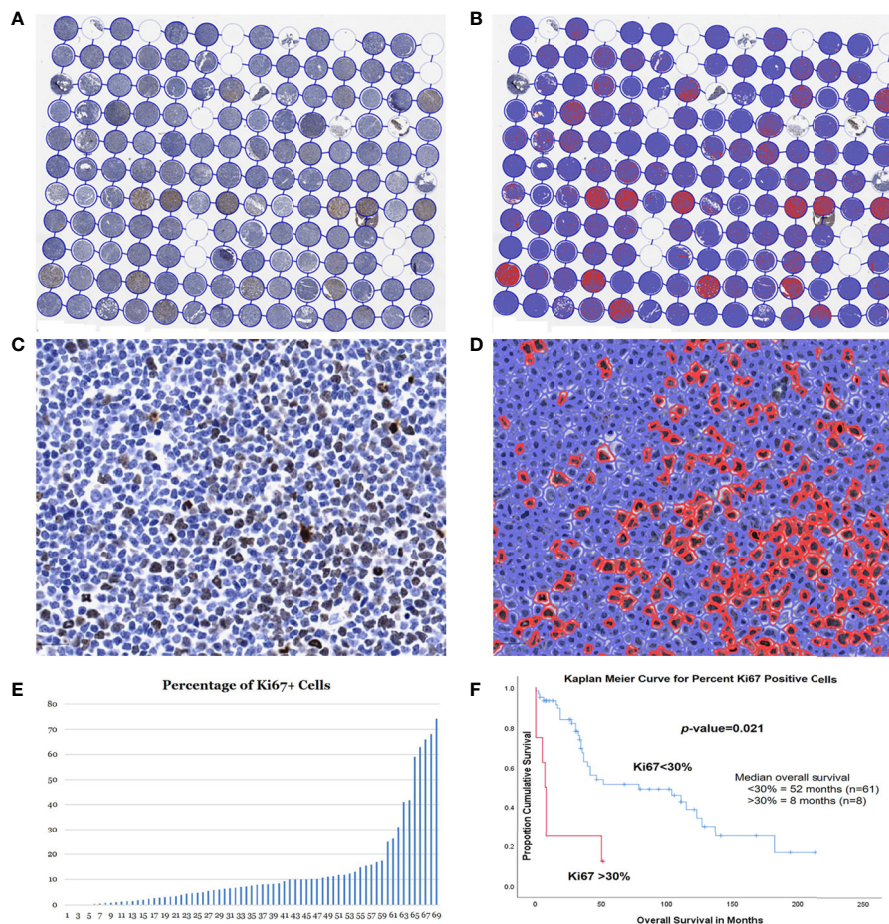 A
B
C
D
E
Percentage of Ki67+ Cells
80
70
60
50
40
30
20
10
0
1 3 5 7 9 11 13 15 17 19 21 23 25 27 29 31 33 35 37 39 41 43 45 47 49 51 53 55 57 59 61 63 65 67 69
F
Kaplan Meier Curve for Percent Ki67 Positive Cells
Proportion Cumulative Survival
1.0
0.8
0.6
0.4
0.2
0.0
p-value=0.021
Ki67<30%
Median overall survival
<30% = 52 months (n=61)
>30% = 8 months (n=8)
Ki67 >30%
0 50 100 150 200 250
Overall Survival in Months